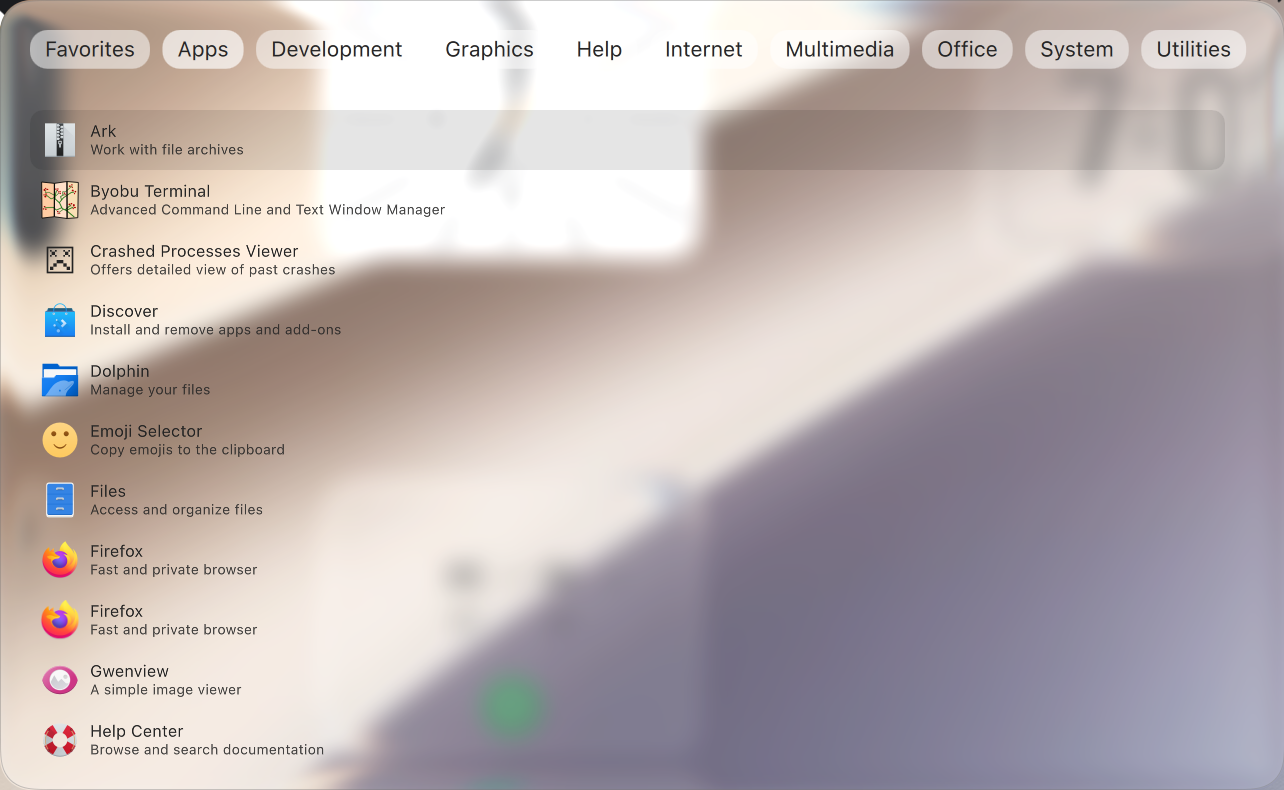 Favorites
Apps
Development
Graphics
Help
Internet
Multimedia
Office
System
Utilities
Ark
Work with file archives
Byobu Terminal
Advanced Command Line and Text Window Manager
Crashed Processes Viewer
Offers detailed view of past crashes
Discover
Install and remove apps and add-ons
Dolphin
Manage your files
Emoji Selector
Copy emojis to the clipboard
Files
Access and organize files
Firefox
Fast and private browser
Firefox
Fast and private browser
Gwenview
A simple image viewer
Help Center
Browse and search documentation